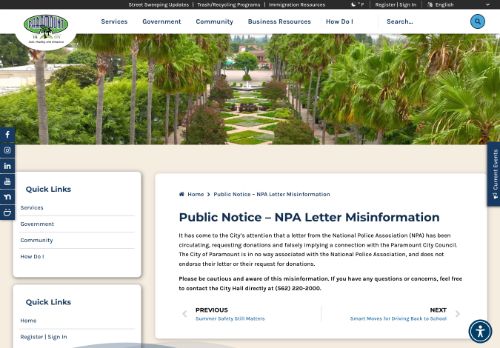 Street Sweeping Updates | Trash/Recycling Programs | Immigration Resources
°F
Register | Sign In
English
PARAMOUNT
Services
Government
Community
Business Resources
How Do I
Search...
Current Events
Quick Links
Services
Government
Community
How Do I
Quick Links
Home
Register | Sign In
Home > Public Notice – NPA Letter Misinformation
Public Notice – NPA Letter Misinformation
It has come to the City's attention that a letter from the National Police Association (NPA) has been
circulating, requesting donations and falsely implying a connection with the Paramount City Council.
The City of Paramount is in no way associated with the National Police Association, and does not
endorse their letter or their request for donations.
Please be cautious and aware of this misinformation. If you have any questions or concerns, feel free
to contact the City Hall directly at (562) 220-2000.
PREVIOUS
Summer Safety Still Matters
NEXT
Smart Moves for Driving Back to School